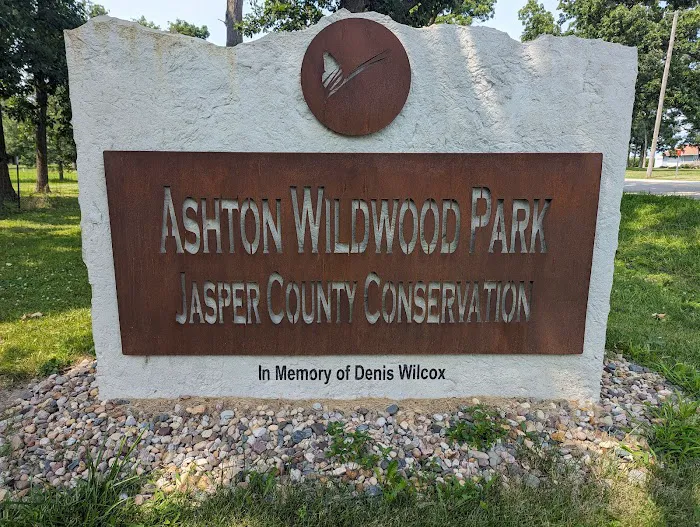 Ashton Wildwood Park
Jasper County Conservation
In Memory of Denis Wilcox